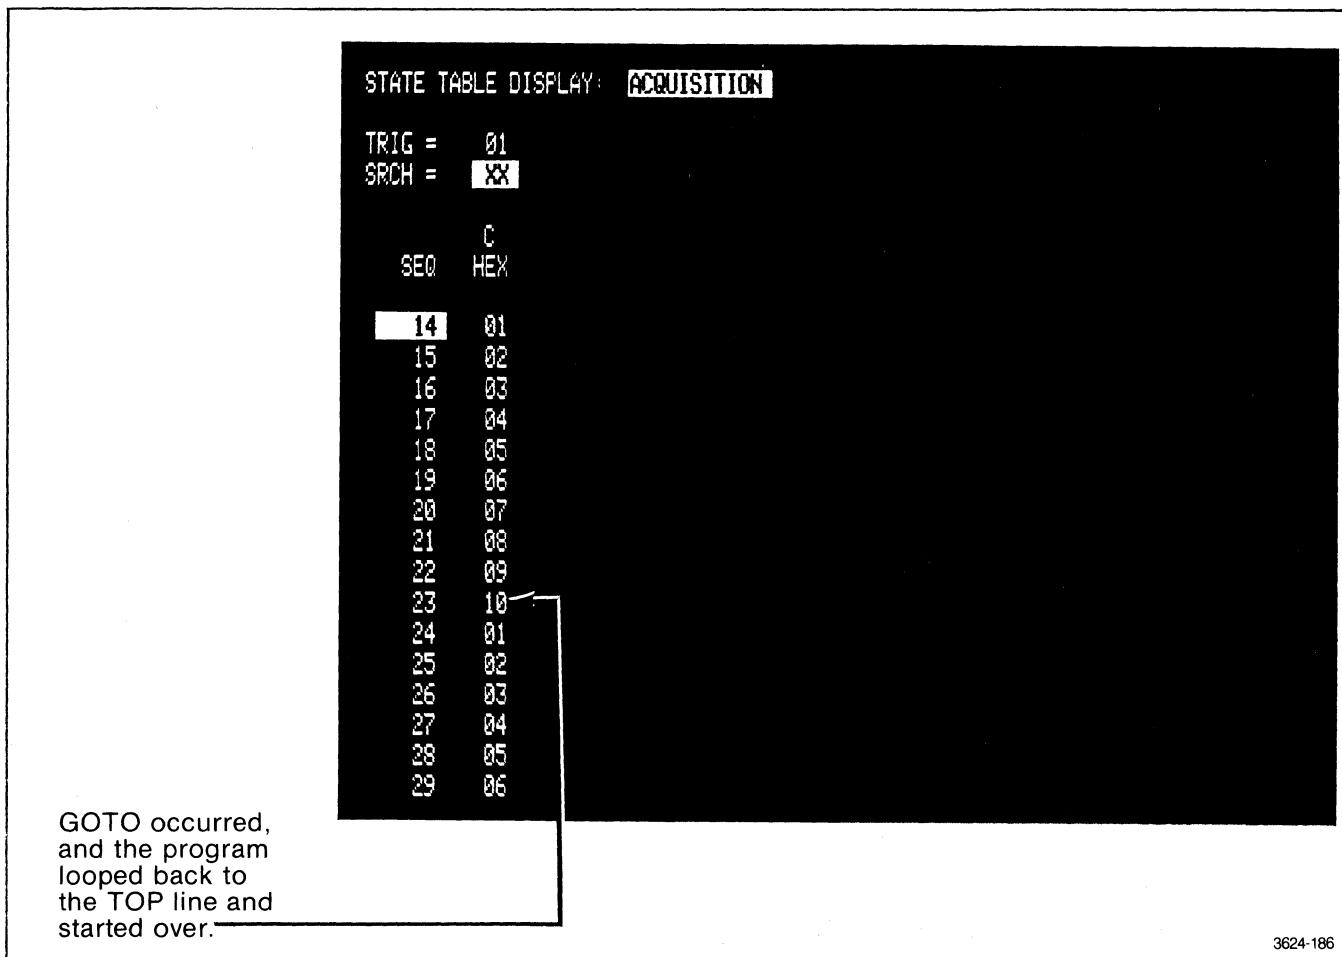 STATE TABLE DISPLAY: ACQUISITION
TRIG = 01
SRCH = XX
C
SEQ HEX
14 01
15 02
16 03
17 04
18 05
19 06
20 07
21 08
22 09
23 10
24 01
25 02
26 03
27 04
28 05
29 06
GOTO occurred,
and the program
looped back to
the TOP line and
started over.
3624-186